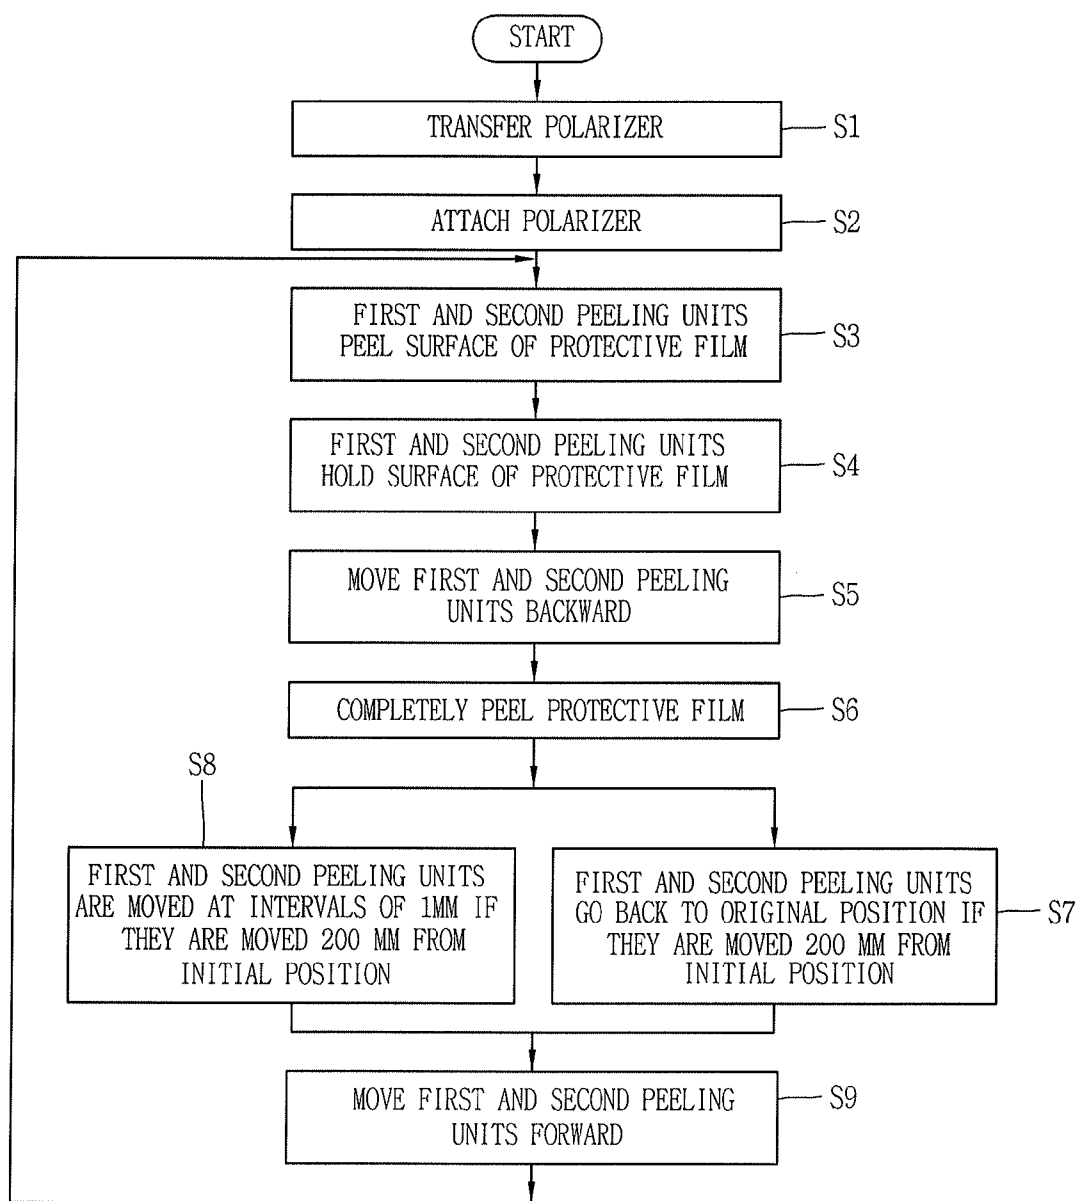 START
TRANSFER POLARIZER
S1
ATTACH POLARIZER
S2
FIRST AND SECOND PEELING UNITS
PEEL SURFACE OF PROTECTIVE FILM
S3
FIRST AND SECOND PEELING UNITS
HOLD SURFACE OF PROTECTIVE FILM
S4
MOVE FIRST AND SECOND PEELING
UNITS BACKWARD
S5
COMPLETELY PEEL PROTECTIVE FILM
S6
S8
FIRST AND SECOND PEELING UNITS
ARE MOVED AT INTERVALS OF 1MM IF
THEY ARE MOVED 200 MM FROM
INITIAL POSITION
FIRST AND SECOND PEELING UNITS
GO BACK TO ORIGINAL POSITION IF
THEY ARE MOVED 200 MM FROM
INITIAL POSITION
S7
MOVE FIRST AND SECOND PEELING
UNITS FORWARD
S9